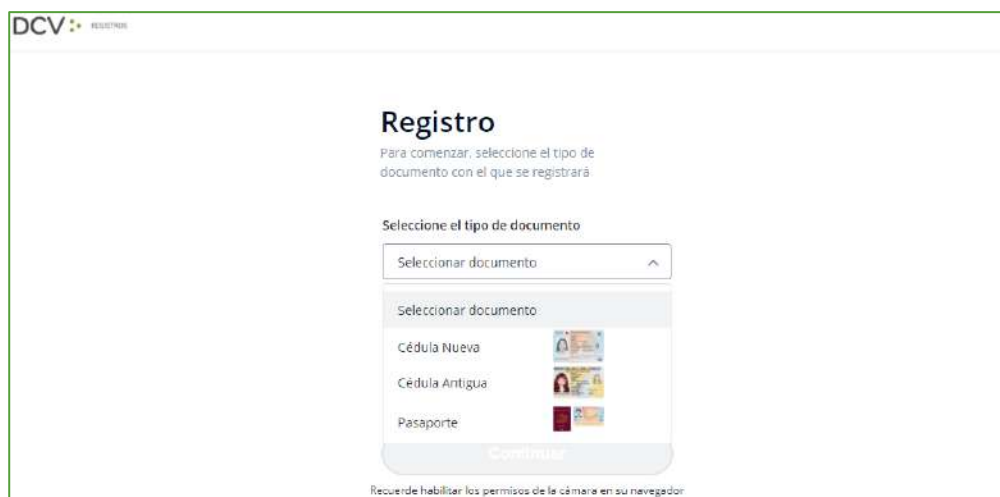 DCV REGISTROS
Registro
Para comenzar, seleccione el tipo de
documento con el que se registrará
Seleccione el tipo de documento
Seleccionar documento
Seleccionar documento
Cédula Nueva
Cédula Antigua
Pasaporte
Continuar
Recuerde habilitar los permisos de la cámara en su navegador